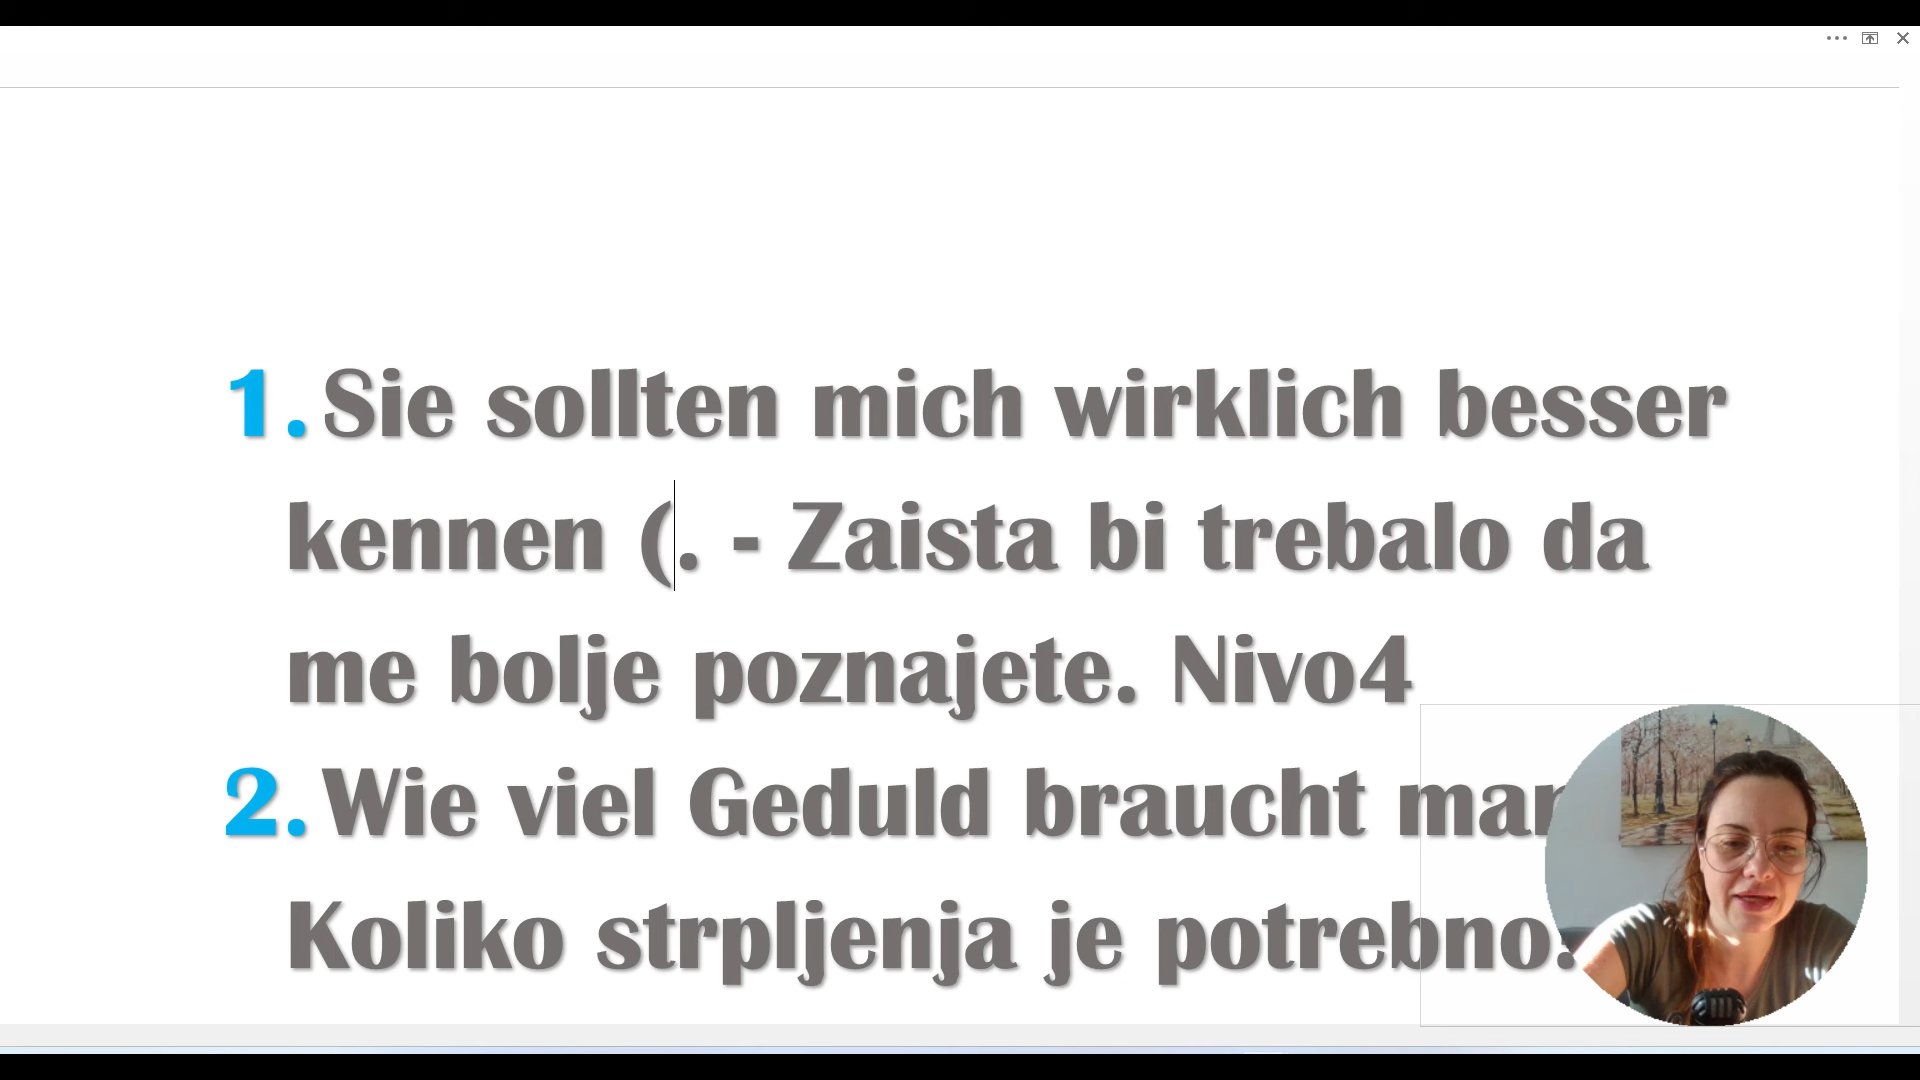 1. Sie sollten mich wirklich besser
kennen (. - Zaista bi trebalo da
me bolje poznajete. Nivo4
2. Wie viel Geduld braucht
Koliko strpljenja je potrebno.